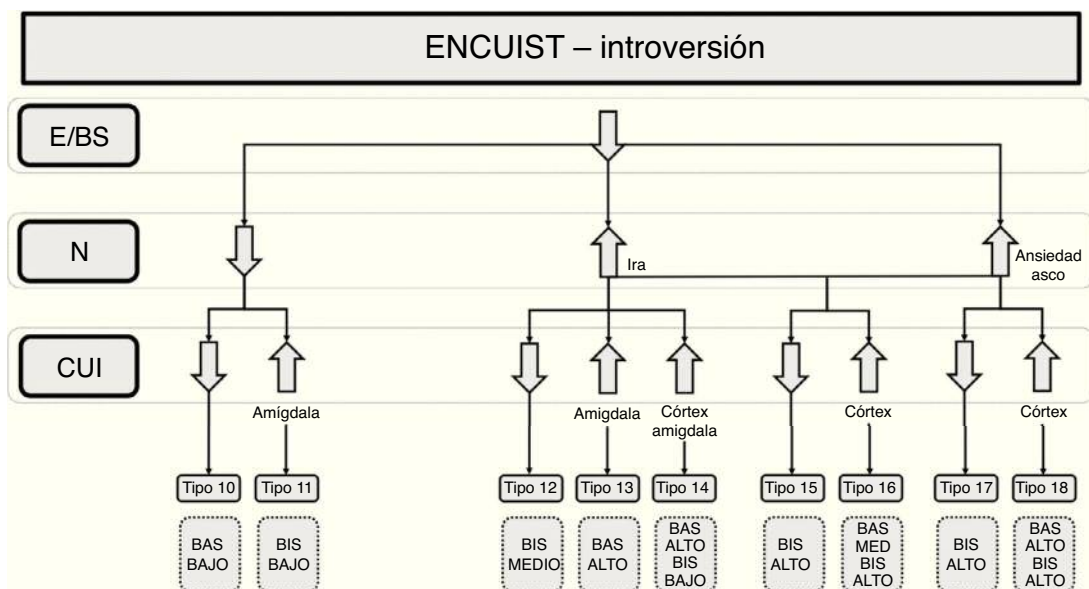 ENCUIST – introversión
E/BS
N
Ira
Ansiedad
asco
CUI
Amígdala
Amigdala
Córtex
amigdala
Córtex
Córtex
Tipo 10
Tipo 11
Tipo 12
Tipo 13
Tipo 14
Tipo 15
Tipo 16
Tipo 17
Tipo 18
BAS
BAJO
BIS
BAJO
BIS
MEDIO
BAS
ALTO
BAS
ALTO
BIS
BAJO
BIS
ALTO
BAS
MED
BIS
ALTO
BIS
ALTO
BAS
ALTO
BIS
ALTO